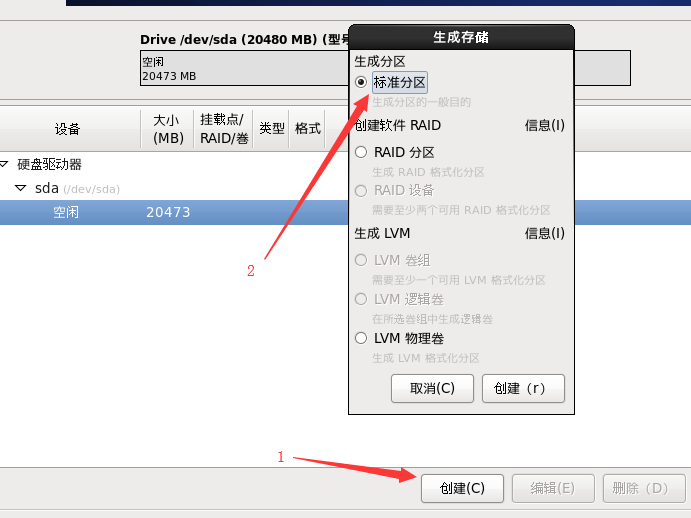 生成存储
Drive /dev/sda (20480 MB) (型号
空闲
20473 MB
生成分区
标准分区
生成分区的一般目的
创建软件 RAID 信息(I)
RAID 分区
生成 RAID 格式化分区
RAID 设备
需要至少两个可用 RAID 格式化分区
生成 LVM 信息(I)
LVM 卷组
需要至少一个可用 LVM 格式化分区
LVM 逻辑卷
在所选卷组中生成逻辑卷
LVM 物理卷
生成 LVM 格式化分区
取消(C) 创建（r）
设备 大小(MB) 挂载点/RAID/卷 类型 格式
硬盘驱动器
sda (/dev/sda)
空闲 20473
2
1
创建(C) 编辑(E) 删除（D）